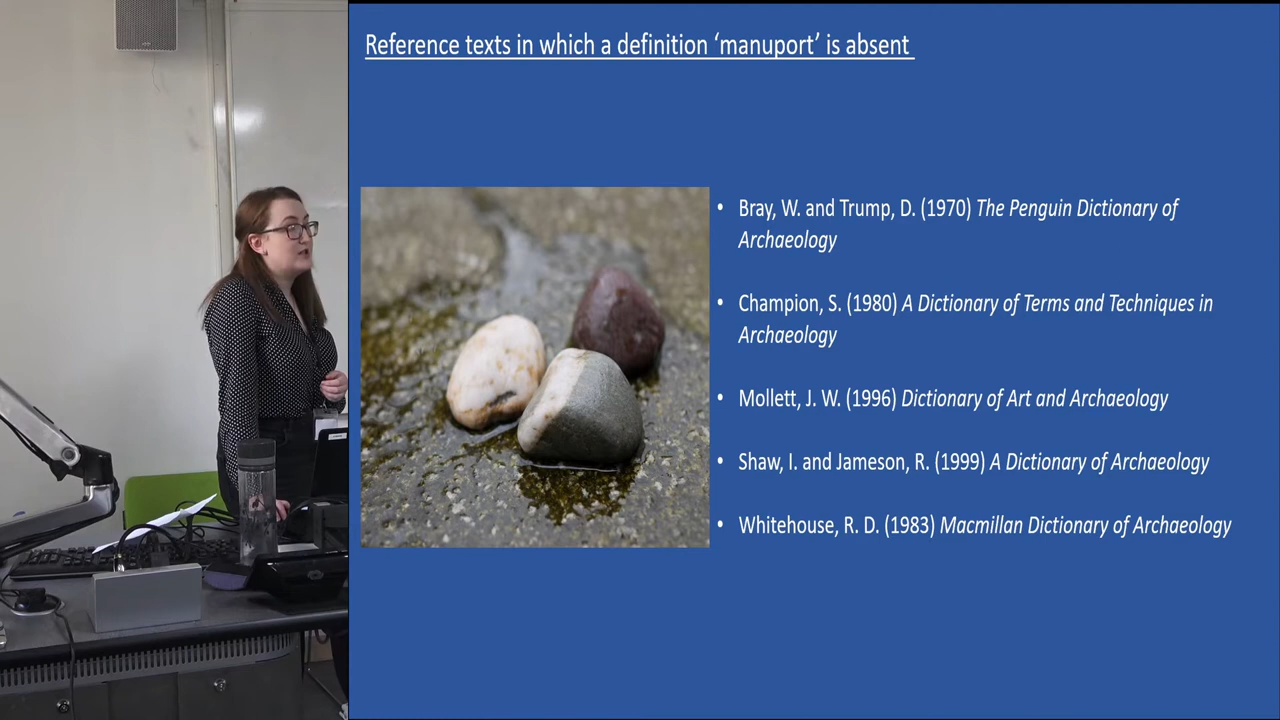 Reference texts in which a definition ‘manuport’ is absent
• Bray, W. and Trump, D. (1970) The Penguin Dictionary of
Archaeology
• Champion, S. (1980) A Dictionary of Terms and Techniques in
Archaeology
• Mollett, J. W. (1996) Dictionary of Art and Archaeology
• Shaw, I. and Jameson, R. (1999) A Dictionary of Archaeology
• Whitehouse, R. D. (1983) Macmillan Dictionary of Archaeology